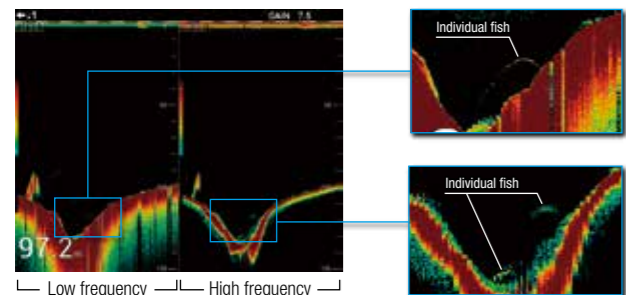 GAIN 7.5
97.2
Low frequency
High frequency
Individual fish
Individual fish